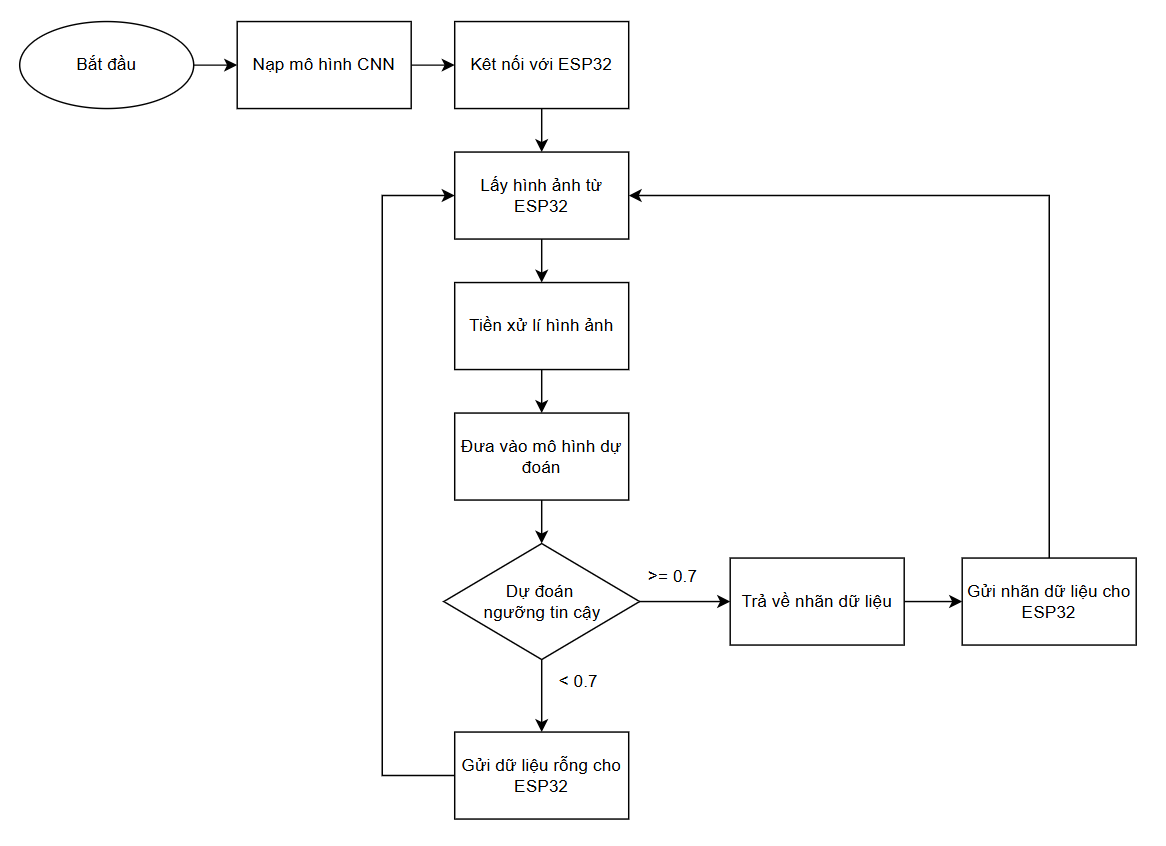 Bắt đầu
Nạp mô hình CNN
Kêt nối với ESP32
Lấy hình ảnh từ
ESP32
Tiền xử lí hình ảnh
Đưa vào mô hình dự
đoán
Dự đoán
ngưỡng tin cậy
>= 0.7
Trả về nhãn dữ liệu
Gửi nhãn dữ liệu cho
ESP32
< 0.7
Gửi dữ liệu rỗng cho
ESP32